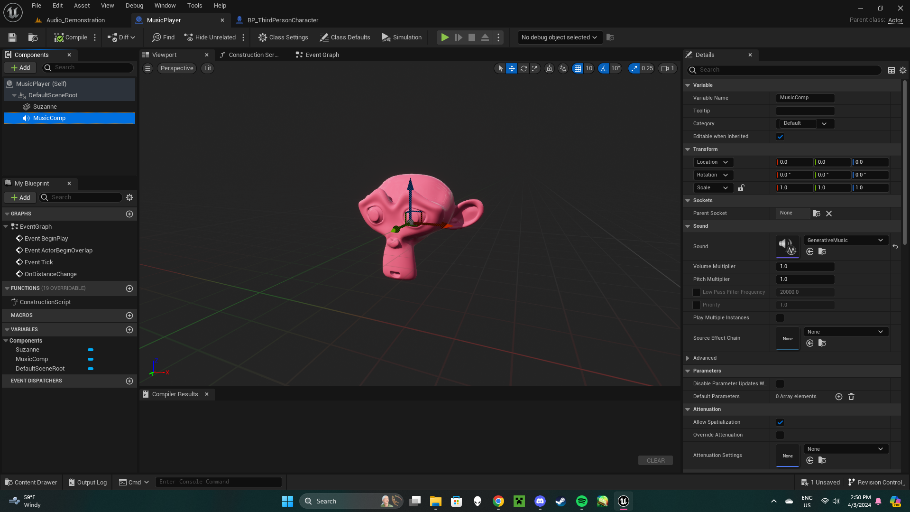 File Edit Asset View Debug Window Tools Help
Parent class: Actor
Audio_Demonstration MusicPlayer BP_ThirdPersonCharacter
Compile Diff Find Hide Unrelated Class Settings Class Defaults Simulation No debug object selected
Components Viewport Construction Scr... Event Graph Details
Add Search Search
MusicPlayer (Self)
DefaultSceneRoot
Suzanne
MusicComp
Perspective Lit 10 10° 0.25 1
My Blueprint
Add Search
GRAPHS
EventGraph
Event BeginPlay
Event ActorBeginOverlap
Event Tick
OnDistanceChange
FUNCTIONS (19 OVERRIDABLE)
ConstructionScript
MACROS
VARIABLES
Components
Suzanne
MusicComp
DefaultSceneRoot
EVENT DISPATCHERS
Compiler Results
CLEAR
Variable
Variable Name MusicComp
Tooltip
Category Default
Editable when Inherited
Transform
Location 0.0 0.0 0.0
Rotation 0.0° 0.0° 0.0°
Scale 1.0 1.0 1.0
Sockets
Parent Socket None
Sound
Sound GenerativeMusic
Volume Multiplier 1.0
Pitch Multiplier 1.0
Low Pass Filter Frequency 20000.0
Priority 1.0
Play Multiple Instances
Source Effect Chain None None
Advanced
Parameters
Disable Parameter Updates W
Default Parameters 0 Array elements
Attenuation
Allow Spatialization
Override Attenuation
Attenuation Settings None None
Content Drawer Output Log Cmd Enter Console Command 1 Unsaved Revision Control
59°F
Windy
Search
ENG
US
2:50 PM
4/3/2024